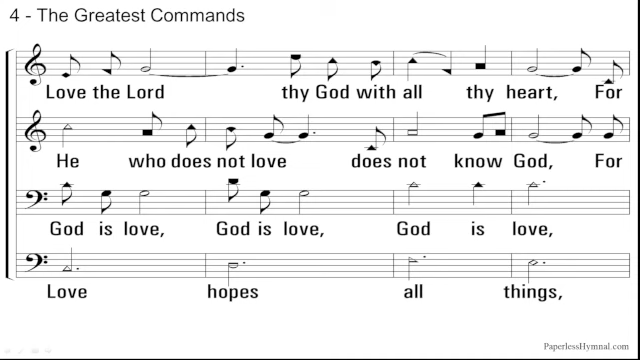 4 - The Greatest Commands
Love the Lord thy God with all thy heart, For
He who does not love does not know God, For
God is love, God is love, God is love,
Love hopes all things,
PaperlessHymnal.com